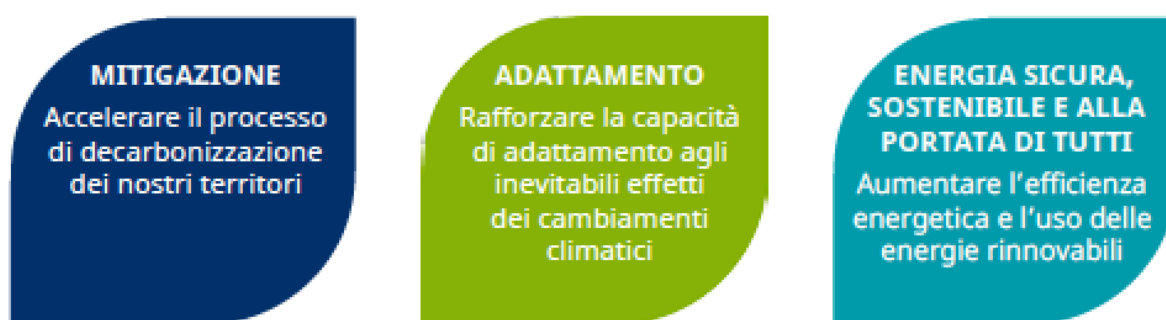 MITIGAZIONE
Accelerare il processo
di decarbonizzazione
dei nostri territori
ADATTAMENTO
Rafforzare la capacità
di adattamento agli
inevitabili effetti
dei cambiamenti
climatici
ENERGIA SICURA,
SOSTENIBILE E ALLA
PORTATA DI TUTTI
Aumentare l'efficienza
energetica e l'uso delle
energie rinnovabili